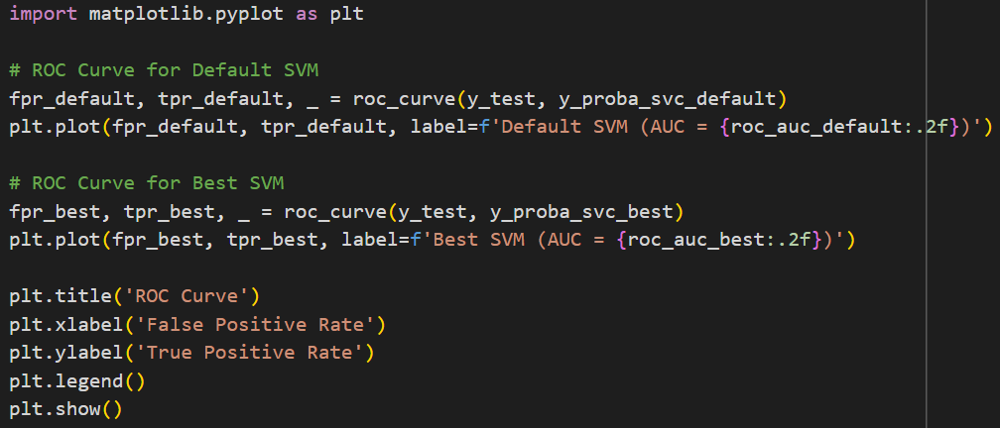 import matplotlib.pyplot as plt

# ROC Curve for Default SVM
fpr_default, tpr_default, _ = roc_curve(y_test, y_proba_svc_default)
plt.plot(fpr_default, tpr_default, label=f'Default SVM (AUC = {roc_auc_default:.2f})')

# ROC Curve for Best SVM
fpr_best, tpr_best, _ = roc_curve(y_test, y_proba_svc_best)
plt.plot(fpr_best, tpr_best, label=f'Best SVM (AUC = {roc_auc_best:.2f})')

plt.title('ROC Curve')
plt.xlabel('False Positive Rate')
plt.ylabel('True Positive Rate')
plt.legend()
plt.show()